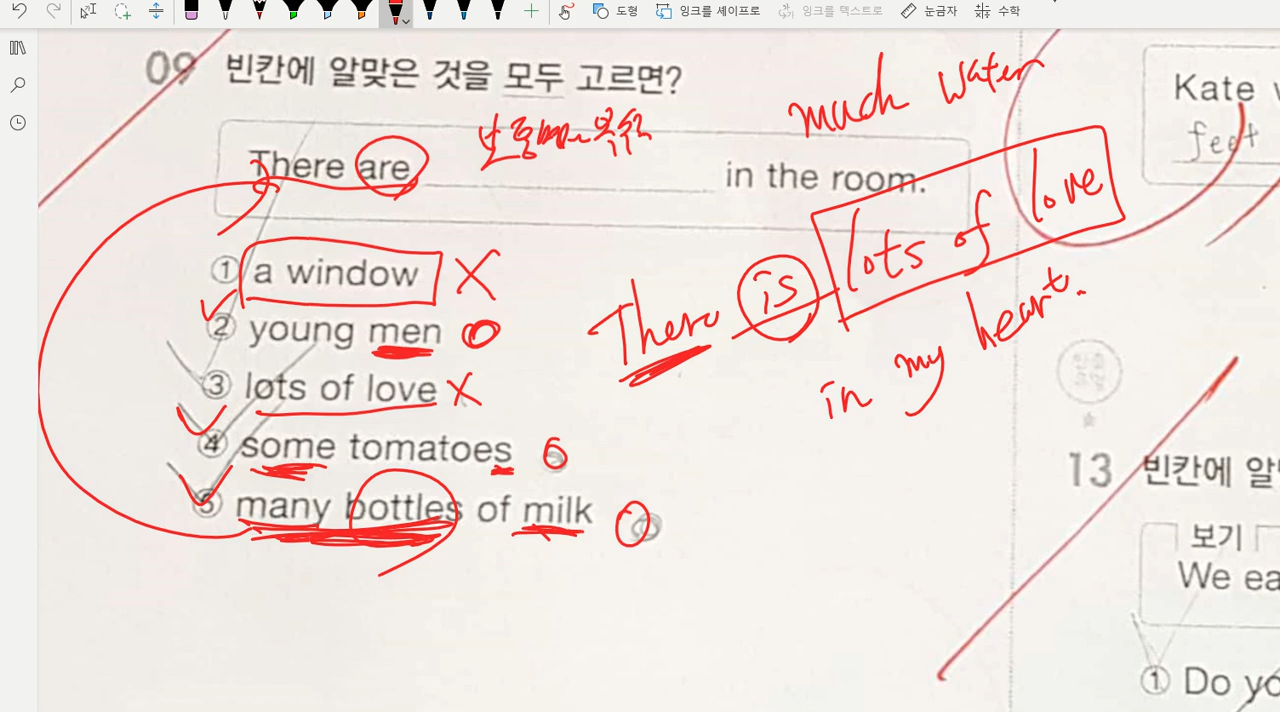 도형
잉크를 셰이프로
잉크를 텍스트로
눈금자
수학
09 빈칸에 알맞은 것을 모두 고르면?
much water
There are in the room.
① a window X
② young men O
③ lots of love X
④ some tomatoes O
⑤ many bottles of milk O
There is lots of love
in my heart.
Kate
feet
13 빈칸에 알
보기
We ea
① Do yo